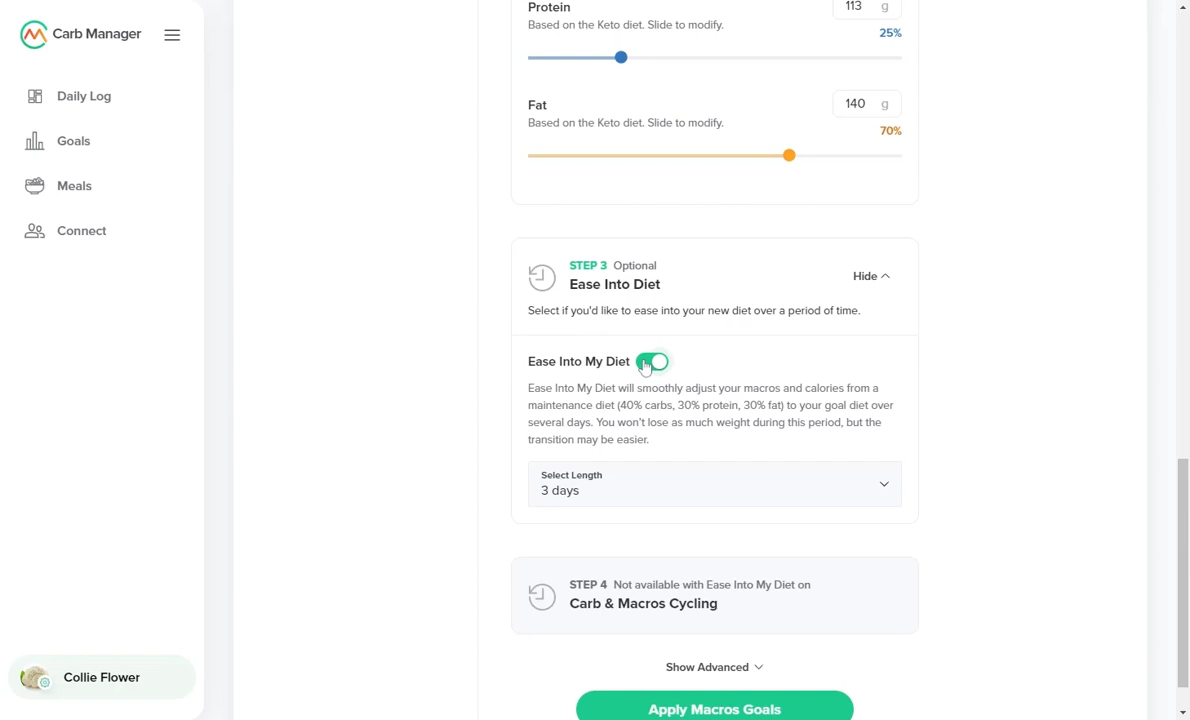 Carb Manager
Daily Log
Goals
Meals
Connect
Collie Flower
Protein
113 g
Based on the Keto diet. Slide to modify.
25%
Fat
140 g
Based on the Keto diet. Slide to modify.
70%
STEP 3 Optional
Ease Into Diet
Hide
Select if you'd like to ease into your new diet over a period of time.
Ease Into My Diet
Ease Into My Diet will smoothly adjust your macros and calories from a
maintenance diet (40% carbs, 30% protein, 30% fat) to your goal diet over
several days. You won't lose as much weight during this period, but the
transition may be easier.
Select Length
3 days
STEP 4 Not available with Ease Into My Diet on
Carb & Macros Cycling
Show Advanced
Apply Macros Goals